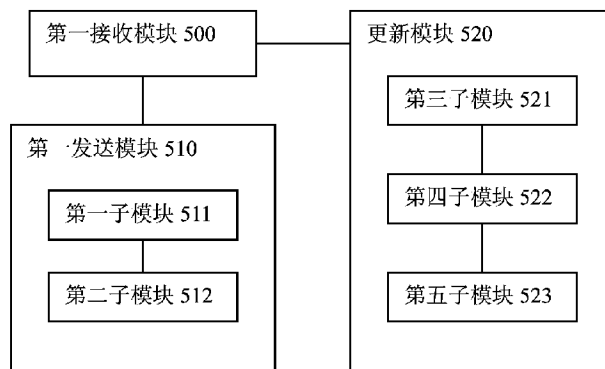 第一接收模块 500
更新模块 520
第三子模块 521
第一发送模块 510
第一子模块 511
第四子模块 522
第二子模块 512
第五子模块 523